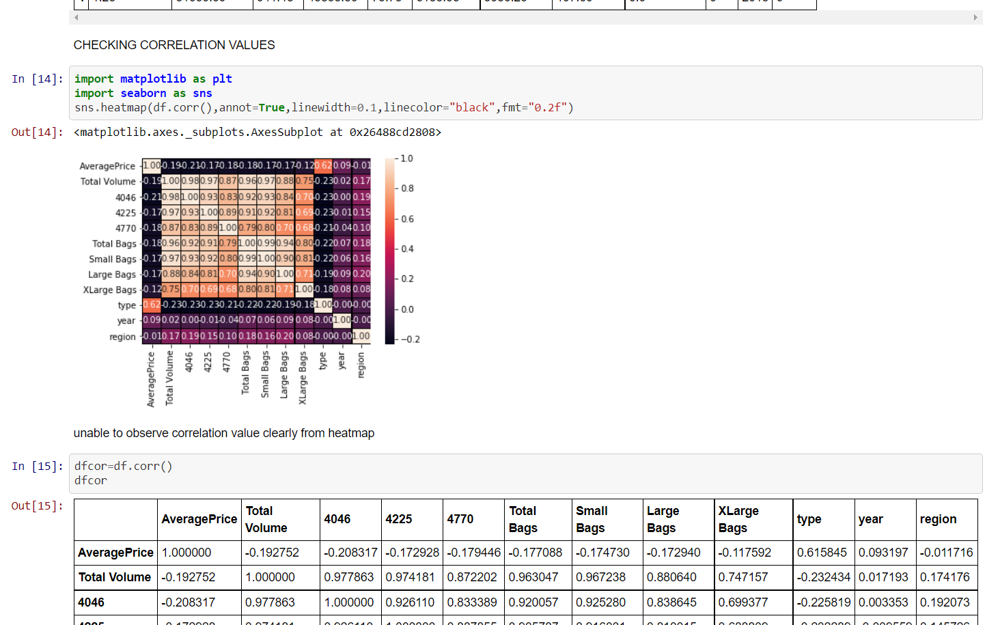 CHECKING CORRELATION VALUES
In [14]: import matplotlib as plt
import seaborn as sns
sns.heatmap(df.corr(),annot=True,linewidth=0.1,linecolor="black",fmt="0.2f")
Out[14]: <matplotlib.axes._subplots.AxesSubplot at 0x26488cd2808>
AveragePrice 1.00 -0.19 -0.21 -0.17 -0.18 -0.18 -0.17 -0.17 -0.12 0.62 0.09 -0.01
Total Volume -0.19 1.00 0.98 0.97 0.87 0.96 0.97 0.88 0.75 -0.23 0.02 0.17
4046 -0.21 0.98 1.00 0.93 0.83 0.92 0.93 0.84 0.70 -0.23 0.00 0.19
4225 -0.17 0.97 0.93 1.00 0.89 0.91 0.92 0.81 0.69 -0.23 -0.01 0.15
4770 -0.18 0.87 0.83 0.89 1.00 0.79 0.80 0.70 0.68 -0.21 -0.04 0.10
Total Bags -0.18 0.96 0.92 0.91 0.79 1.00 0.99 0.94 0.80 -0.22 0.07 0.18
Small Bags -0.17 0.97 0.93 0.92 0.80 0.99 1.00 0.90 0.81 -0.22 0.06 0.16
Large Bags -0.17 0.88 0.84 0.81 0.70 0.94 0.90 1.00 0.71 -0.19 0.09 0.20
XLarge Bags -0.12 0.75 0.70 0.69 0.68 0.80 0.81 0.71 1.00 -0.18 0.08 0.08
type 0.62 -0.23 -0.23 -0.23 -0.21 -0.22 -0.22 -0.19 -0.18 1.00 -0.00 -0.00
year 0.09 0.02 0.00 -0.01 -0.04 0.07 0.06 0.09 0.08 -0.00 1.00 -0.00
region -0.01 0.17 0.19 0.15 0.10 0.18 0.16 0.20 0.08 -0.00 -0.00 1.00
AveragePrice Total Volume 4046 4225 4770 Total Bags Small Bags Large Bags XLarge Bags type year region
1.0
0.8
0.6
0.4
0.2
0.0
−0.2
unable to observe correlation value clearly from heatmap
In [15]: dfcor=df.corr()
dfcor
Out[15]:
AveragePrice Total Volume 4046 4225 4770 Total Bags Small Bags Large Bags XLarge Bags type year region
AveragePrice 1.000000 -0.192752 -0.208317 -0.172928 -0.179446 -0.177088 -0.174730 -0.172940 -0.117592 0.615845 0.093197 -0.011716
Total Volume -0.192752 1.000000 0.977863 0.974181 0.872202 0.963047 0.967238 0.880640 0.747157 -0.232434 0.017193 0.174176
4046 -0.208317 0.977863 1.000000 0.926110 0.833389 0.920057 0.925280 0.838645 0.699377 -0.225819 0.003353 0.192073